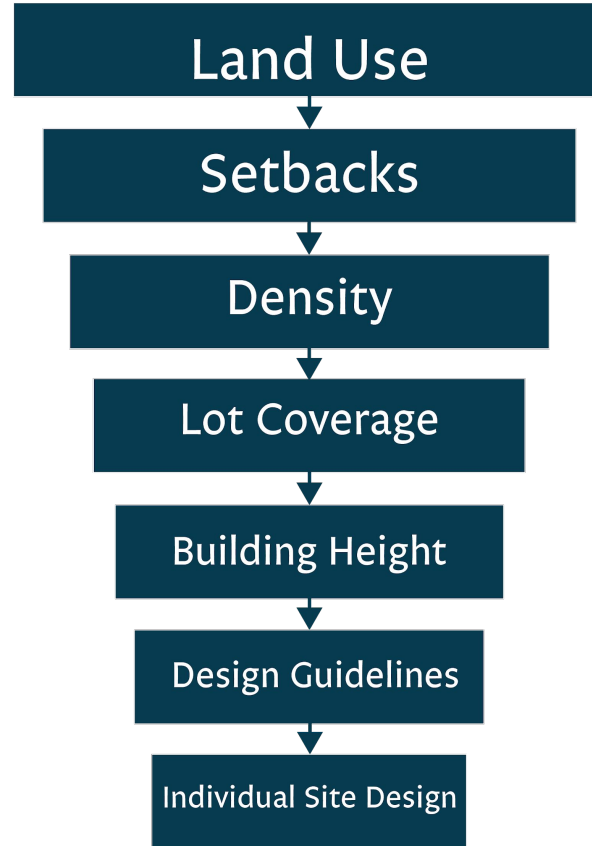 Land Use
Setbacks
Density
Lot Coverage
Building Height
Design Guidelines
Individual Site Design